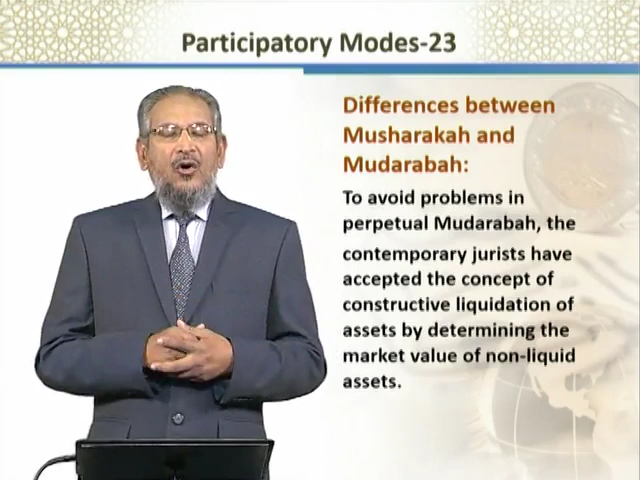 Participatory Modes-23
Differences between
Musharakah and
Mudarabah:
To avoid problems in
perpetual Mudarabah, the
contemporary jurists have
accepted the concept of
constructive liquidation of
assets by determining the
market value of non-liquid
assets.